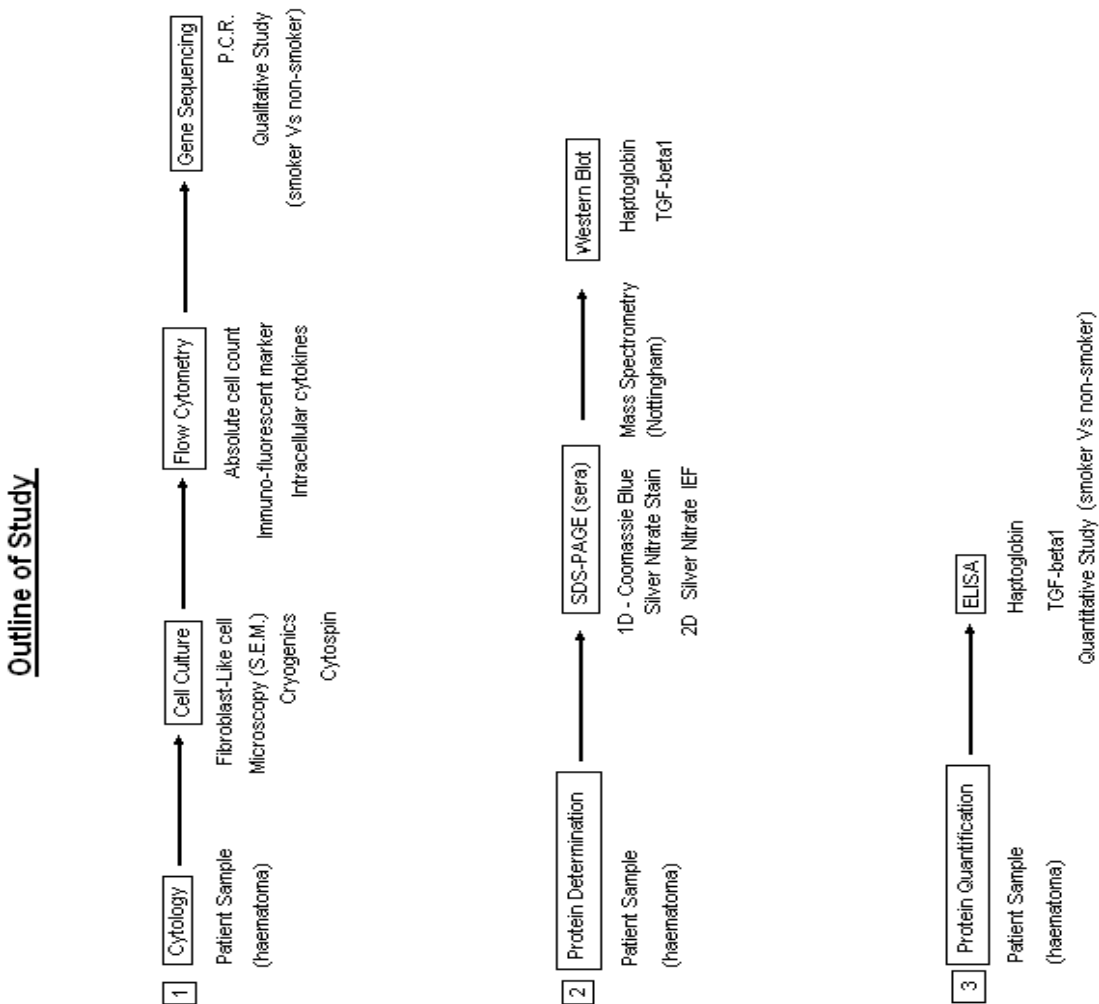 Outline of Study
1
Cytology
Patient Sample
(haematoma)
Cell Culture
Fibroblast-Like cell
Microscopy (S.E.M.)
Cryogenics
Cytospin
Flow Cytometry
Absolute cell count
Immuno-fluorescent marker
Intracellular cytokines
Gene Sequencing
P.C.R.
Qualitative Study
(smoker Vs non-smoker)
2
Protein Determination
Patient Sample
(haematoma)
SDS-PAGE (sera)
1D - Coomassie Blue
Silver Nitrate Stain
2D Silver Nitrate IEF
Mass Spectrometry
(Nottingham)
Western Blot
Haptoglobin
TGF-beta1
3
Protein Quantification
Patient Sample
(haematoma)
ELISA
Haptoglobin
TGF-beta1
Quantitative Study (smoker Vs non-smoker)